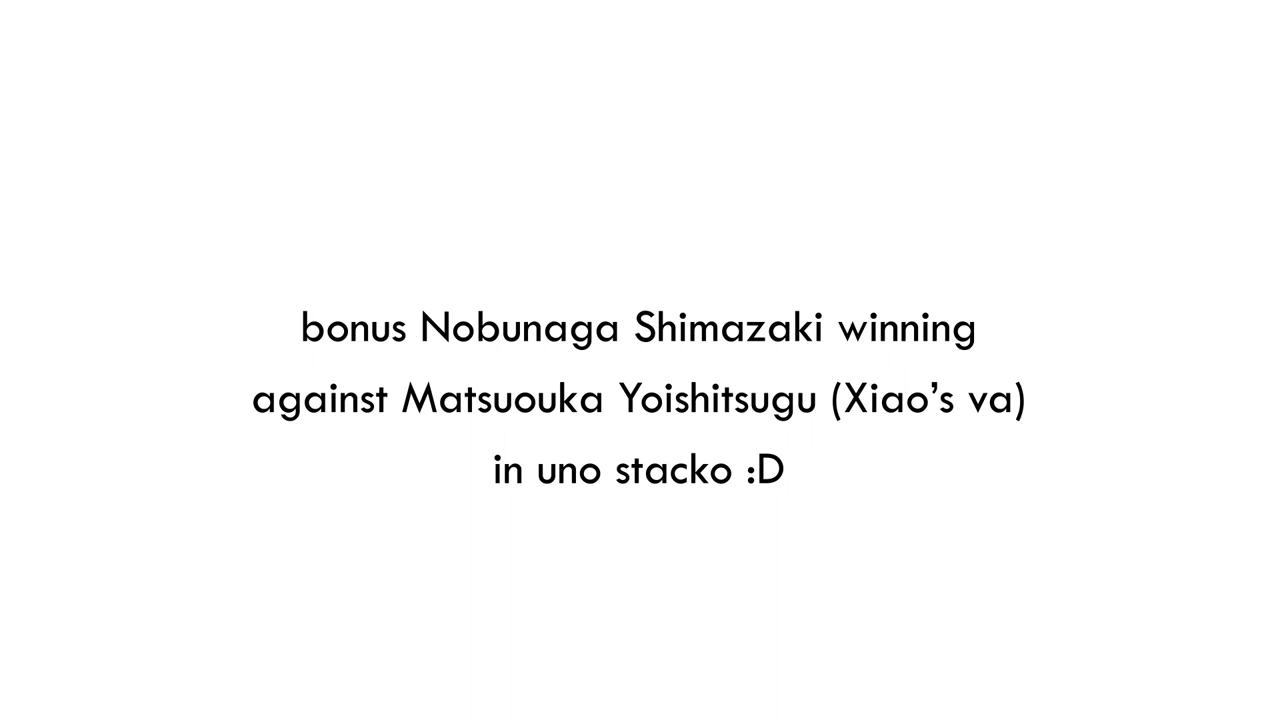 bonus Nobunaga Shimazaki winning
against Matsuouka Yoishitsugu (Xiao’s va)
in uno stacko :D